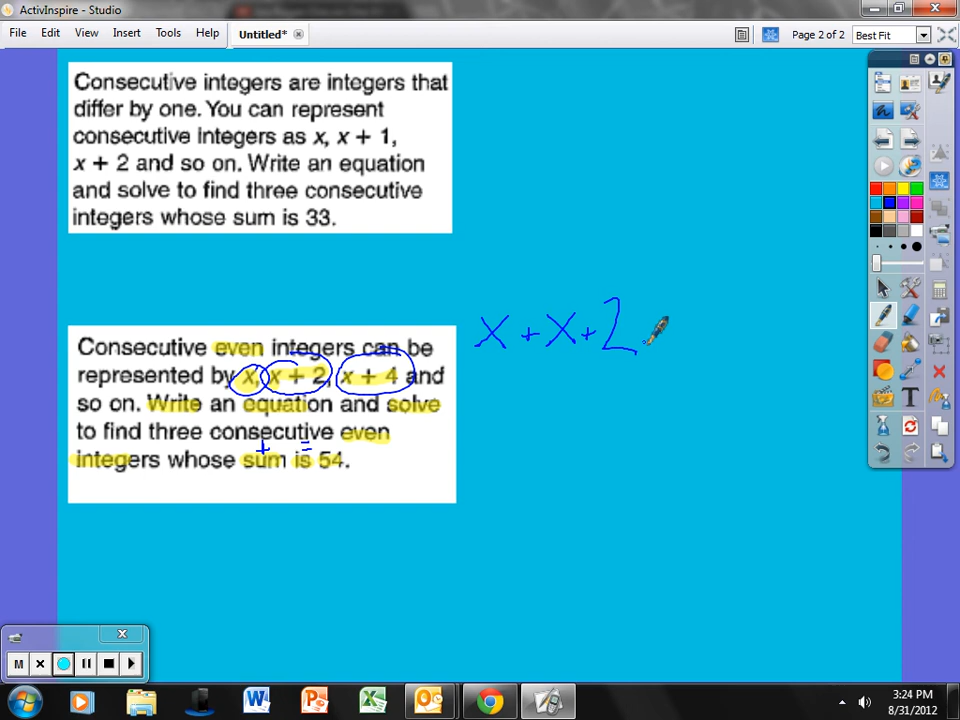 ActivInspire - Studio
File Edit View Insert Tools Help Untitled* Page 2 of 2 Best Fit
Consecutive integers are integers that
differ by one. You can represent
consecutive integers as x, x + 1,
x + 2 and so on. Write an equation
and solve to find three consecutive
integers whose sum is 33.
x+x+2
Consecutive even integers can be
represented by x, x + 2, x + 4 and
so on. Write an equation and solve
to find three consecutive even
+ =
integers whose sum is 54.
M
3:24 PM
8/31/2012